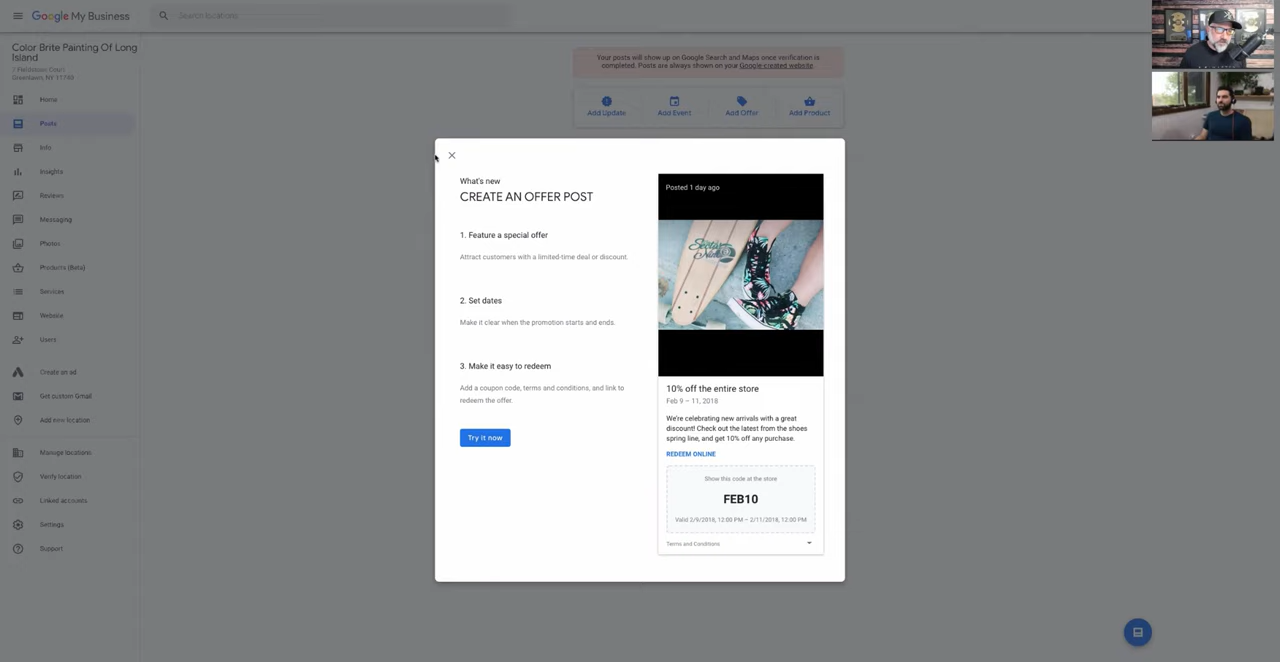 Google My Business
Search locations
Color Brite Painting Of Long
Island
Greenlawn, NY 11740
Home
Posts
Info
Insights
Reviews
Messaging
Photos
Products (Beta)
Services
Website
Users
Create an ad
Get custom Gmail
Add new location
Manage locations
Verify location
Linked accounts
Settings
Support
Your posts will show up on Google Search and Maps once verification is
completed. Posts are always shown on your Google-created website.
Add Update
Add Event
Add Offer
Add Product
What's new
CREATE AN OFFER POST
1. Feature a special offer
Attract customers with a limited-time deal or discount.
2. Set dates
Make it clear when the promotion starts and ends.
3. Make it easy to redeem
Add a coupon code, terms and conditions, and link to
redeem the offer.
Try it now
Posted 1 day ago
10% off the entire store
Feb 9 – 11, 2018
We're celebrating new arrivals with a great
discount! Check out the latest from the shoes
spring line, and get 10% off any purchase.
REDEEM ONLINE
Show this code at the store
FEB10
Valid 2/9/2018, 12:00 PM – 2/11/2018, 12:00 PM
Terms and Conditions